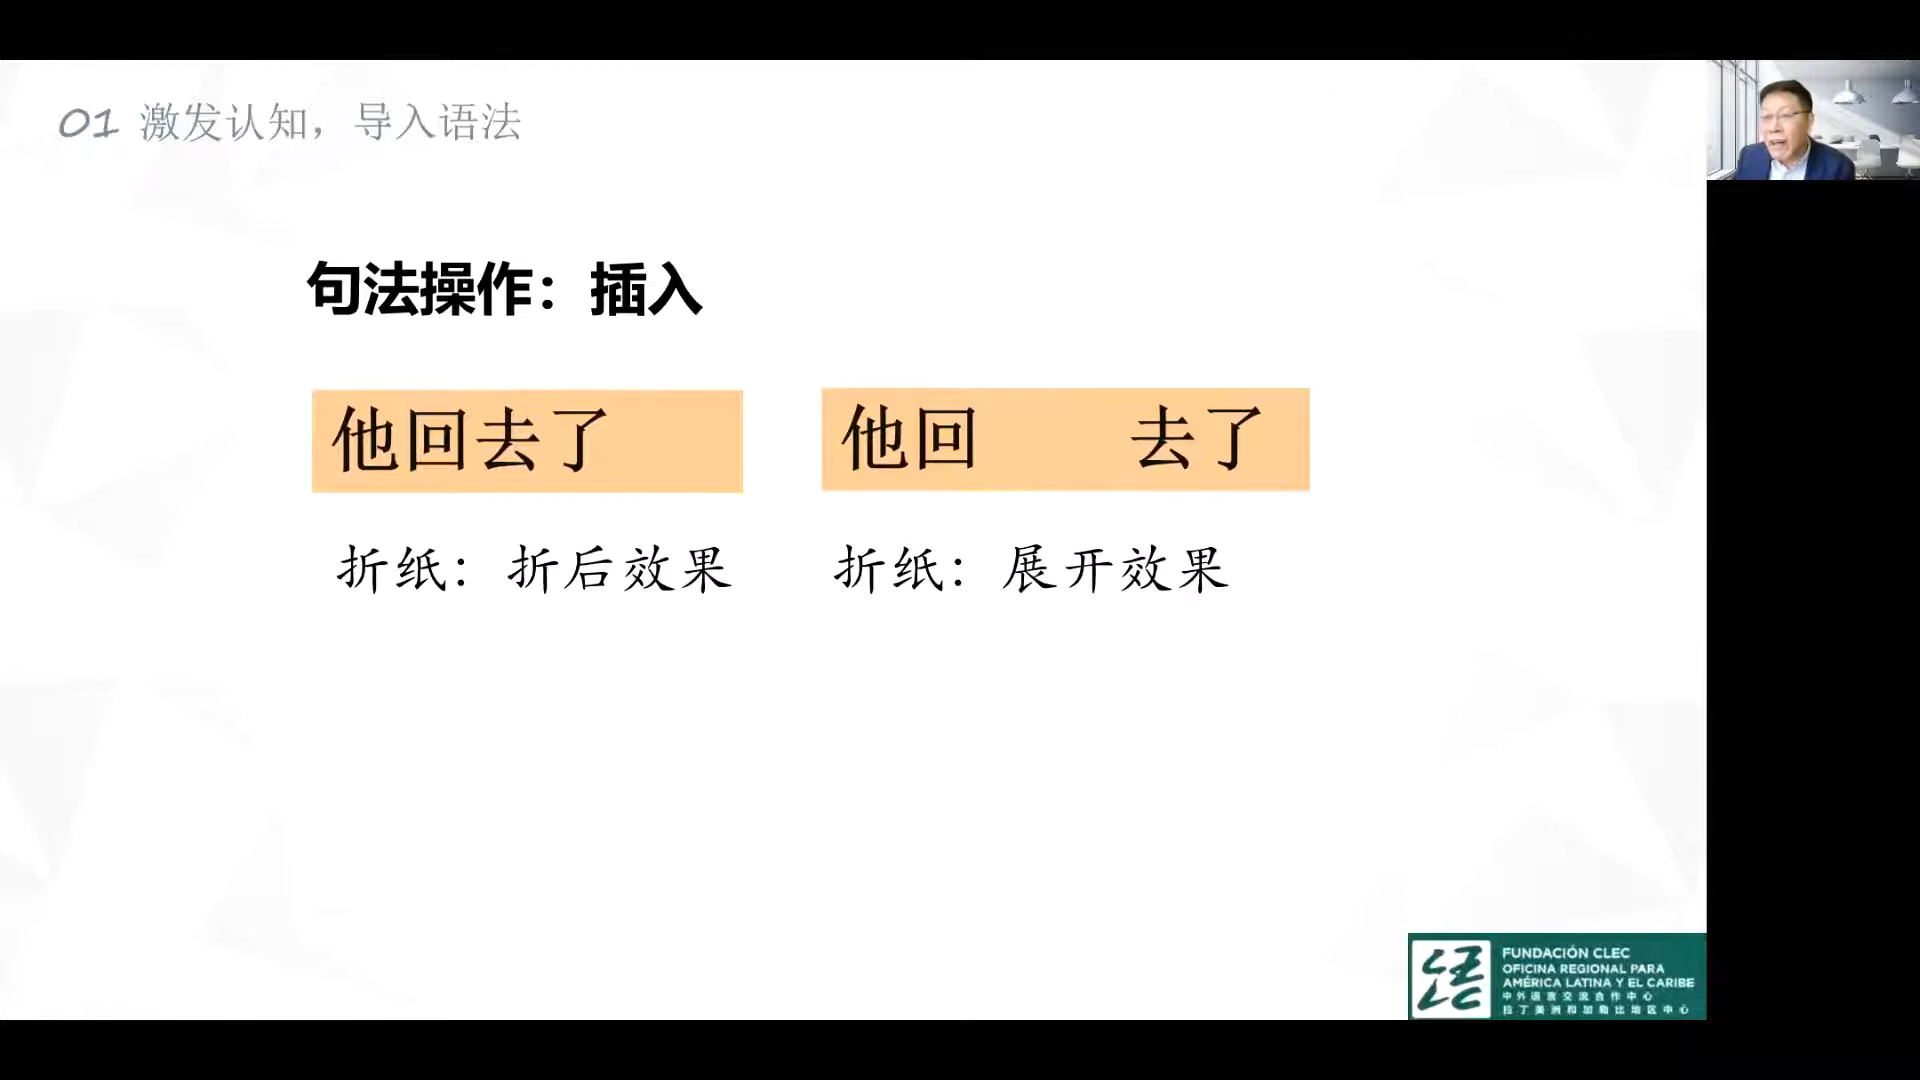 01 激发认知，导入语法
句法操作：插入
他回去了
他回 去了
折纸：折后效果
折纸：展开效果
FUNDACIÓN CLEC
OFICINA REGIONAL PARA
AMÉRICA LATINA Y EL CARIBE
中外语言交流合作中心
拉丁美洲和加勒比地区中心